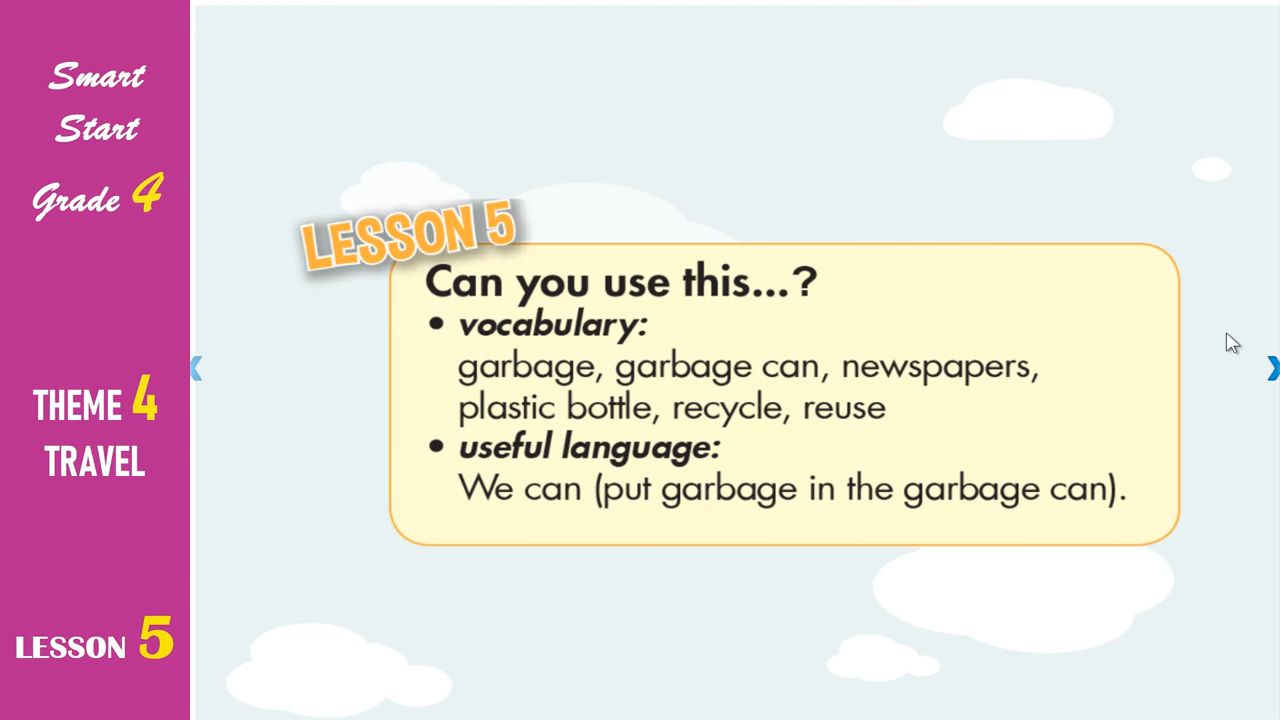 Smart
Start
Grade 4
THEME 4
TRAVEL
LESSON 5
LESSON 5
Can you use this...?
• vocabulary:
garbage, garbage can, newspapers,
plastic bottle, recycle, reuse
• useful language:
We can (put garbage in the garbage can).